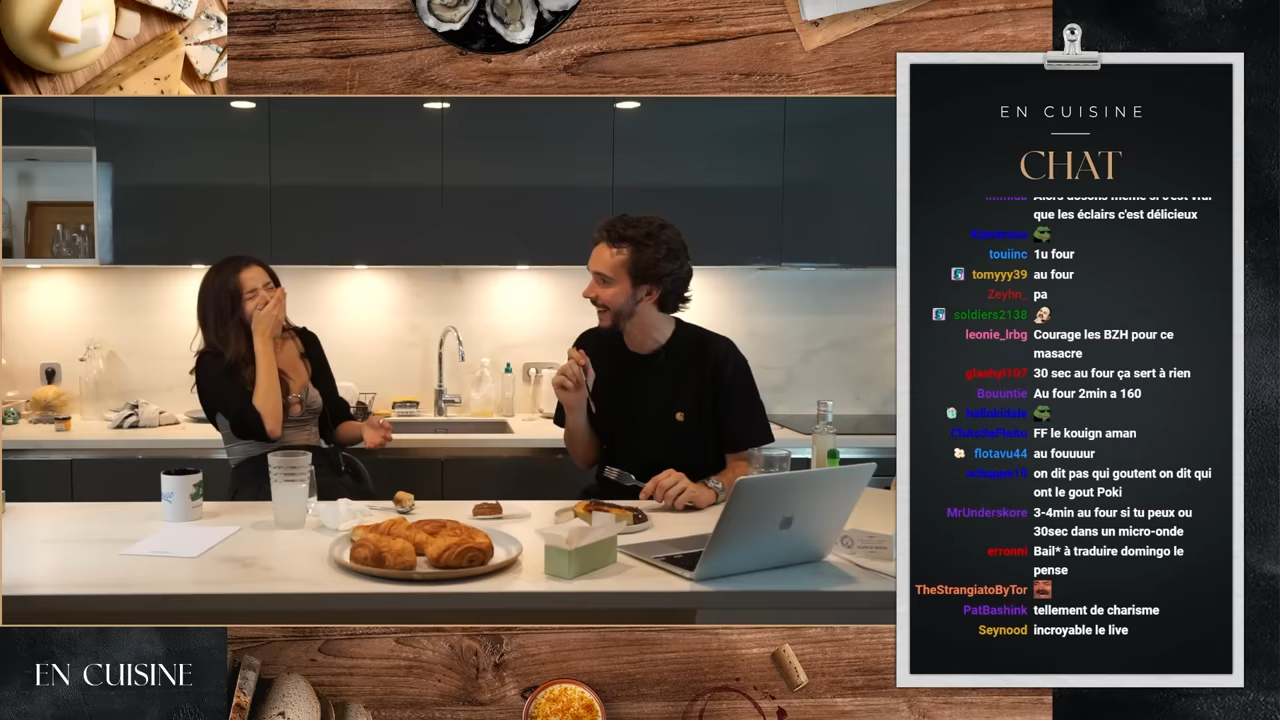 EN CUISINE
CHAT
que les éclairs c'est délicieux
touiinc 1u four
tomyyy39 au four
Zeyhn_ pa
soldiers2138
leonie_lrbg Courage les BZH pour ce
masacre
30 sec au four ça sert à rien
Bouuntie Au four 2min a 160
FF le kouign aman
flotavu44 au fouuuur
on dit pas qui goutent on dit qui
ont le gout Poki
MrUnderskore 3-4min au four si tu peux ou
30sec dans un micro-onde
erronni Bail* à traduire domingo le
pense
TheStrangiatoByTor
PatBashink tellement de charisme
Seynood incroyable le live
EN CUISINE